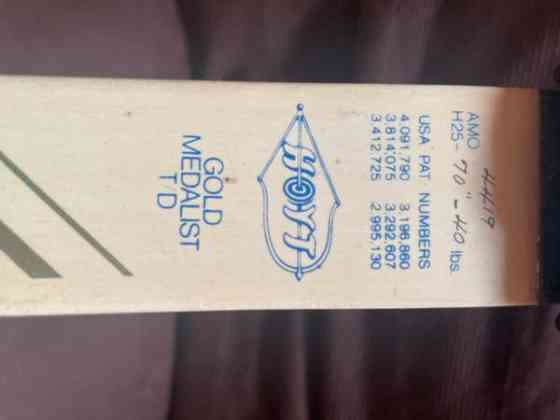 4419
AMO
H25- 70" - 40 lbs.
USA PAT NUMBERS
4,091,790 3,196,860
3,814,075 3,292,607
3,412,725 2,995,130
HOYT
GOLD
MEDALIST
T/D